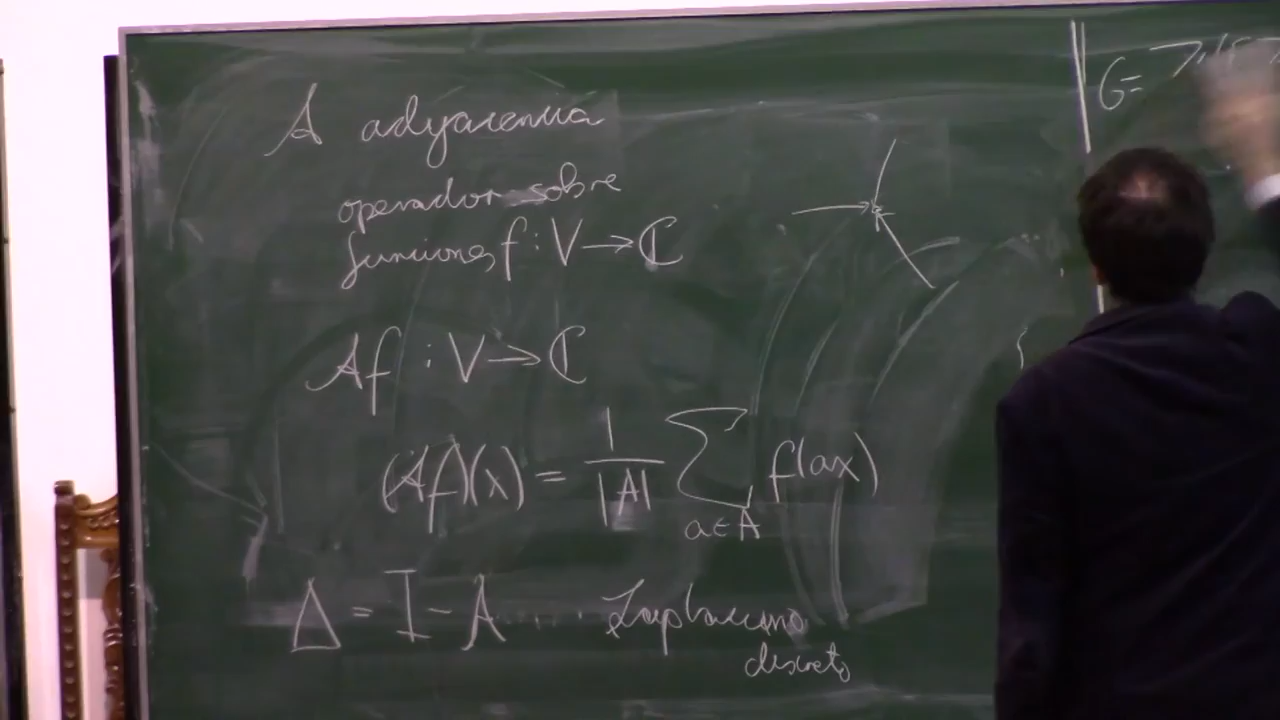 A adyacencia
operador sobre
funciones f : V → ℂ
Af : V → ℂ
(Af)(x) = 1/|A| ∑_{a∈A} f(ax)
Δ = I - A .... Laplaciano
discreto
G=